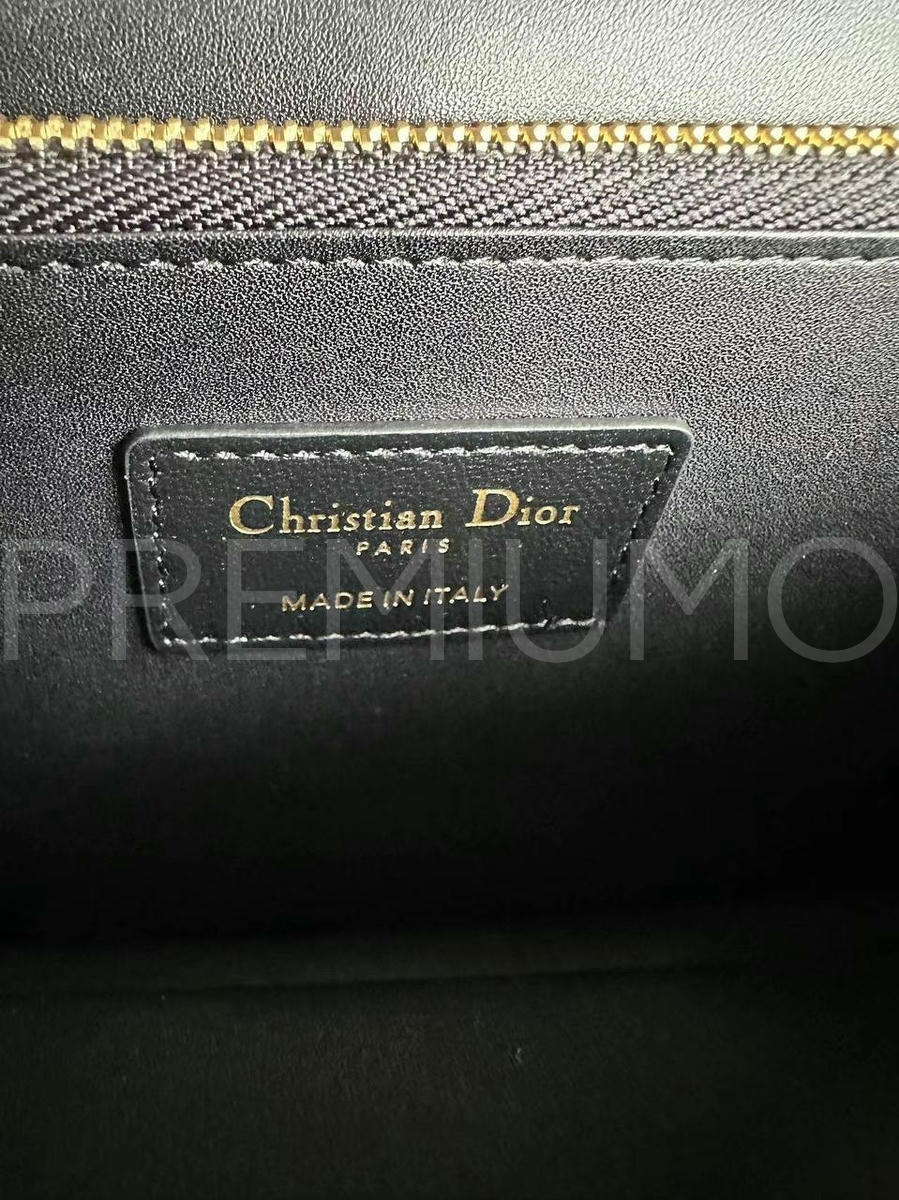 Christian Dior
PARIS
PREMIUMO
MADE IN ITALY